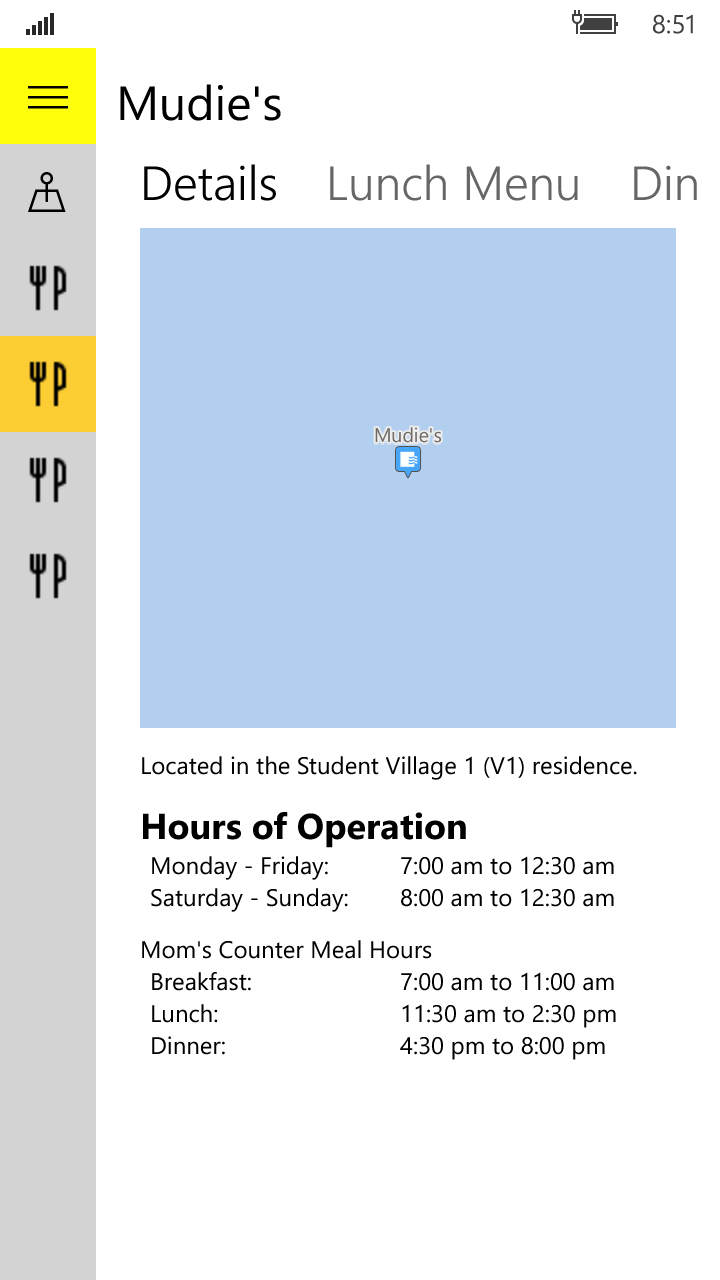 8:51
Mudie's
Details Lunch Menu Din
Mudie's
Located in the Student Village 1 (V1) residence.
Hours of Operation
Monday - Friday: 7:00 am to 12:30 am
Saturday - Sunday: 8:00 am to 12:30 am
Mom's Counter Meal Hours
Breakfast: 7:00 am to 11:00 am
Lunch: 11:30 am to 2:30 pm
Dinner: 4:30 pm to 8:00 pm